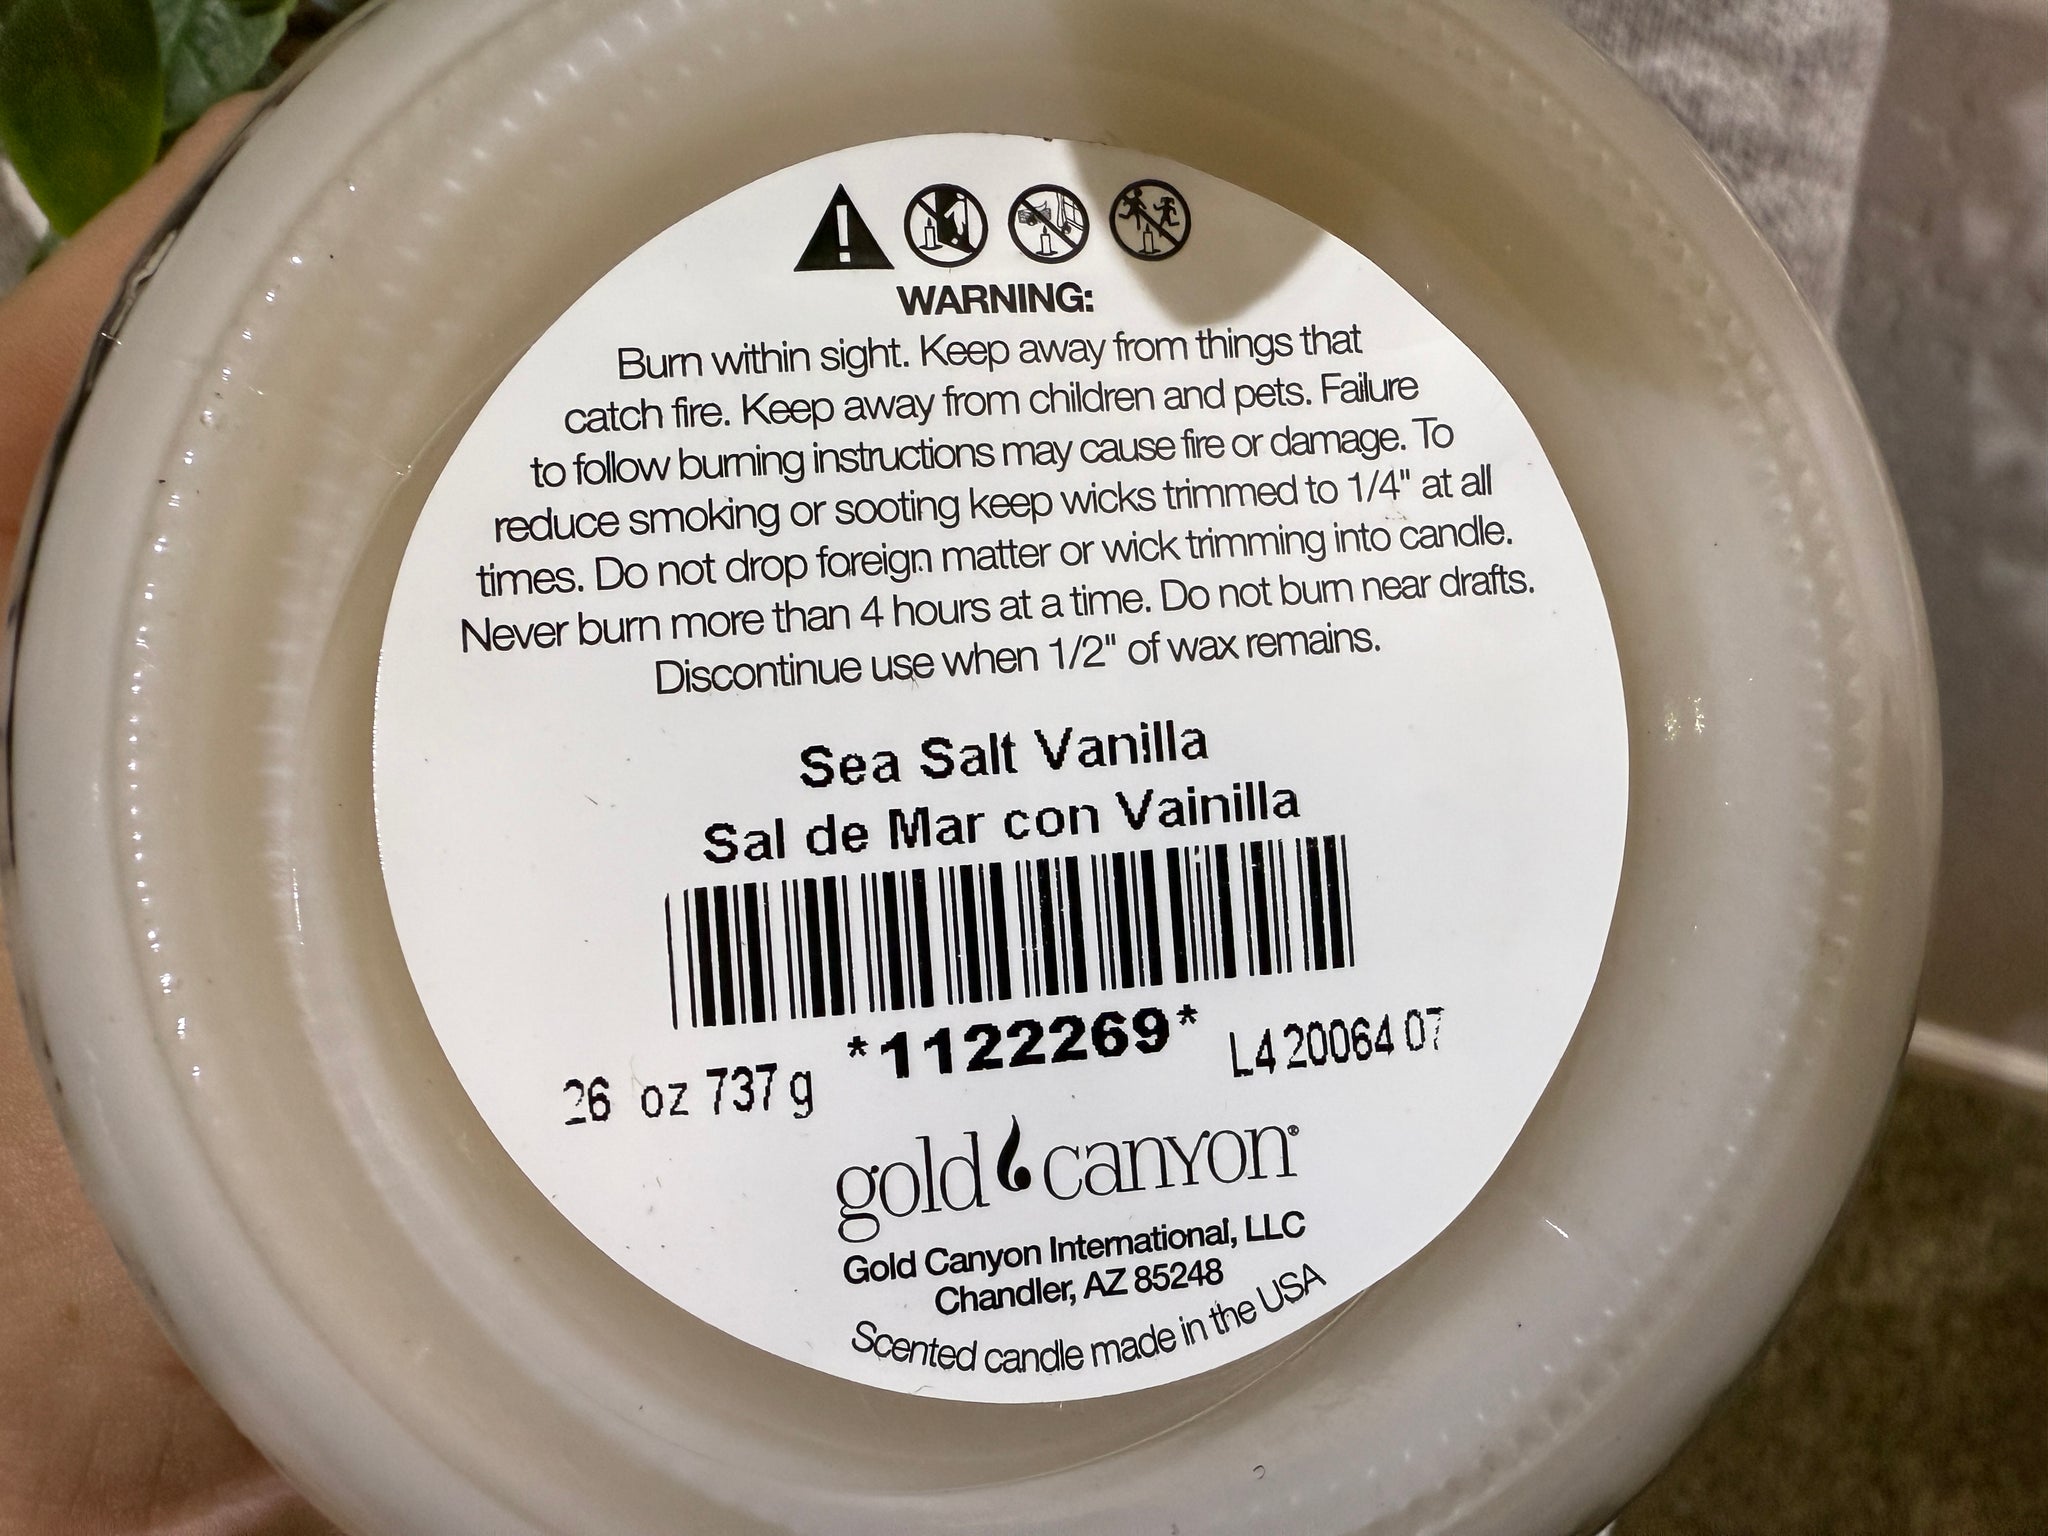 WARNING:
Burn within sight. Keep away from things that
catch fire. Keep away from children and pets. Failure
to follow burning instructions may cause fire or damage. To
reduce smoking or sooting keep wicks trimmed to 1/4" at all
times. Do not drop foreign matter or wick trimming into candle.
Never burn more than 4 hours at a time. Do not burn near drafts.
Discontinue use when 1/2" of wax remains.
Sea Salt Vanilla
Sal de Mar con Vainilla
*1122269*
26 oz 737 g
L4 20064 07
gold canyon®
Gold Canyon International, LLC
Chandler, AZ 85248
Scented candle made in the USA